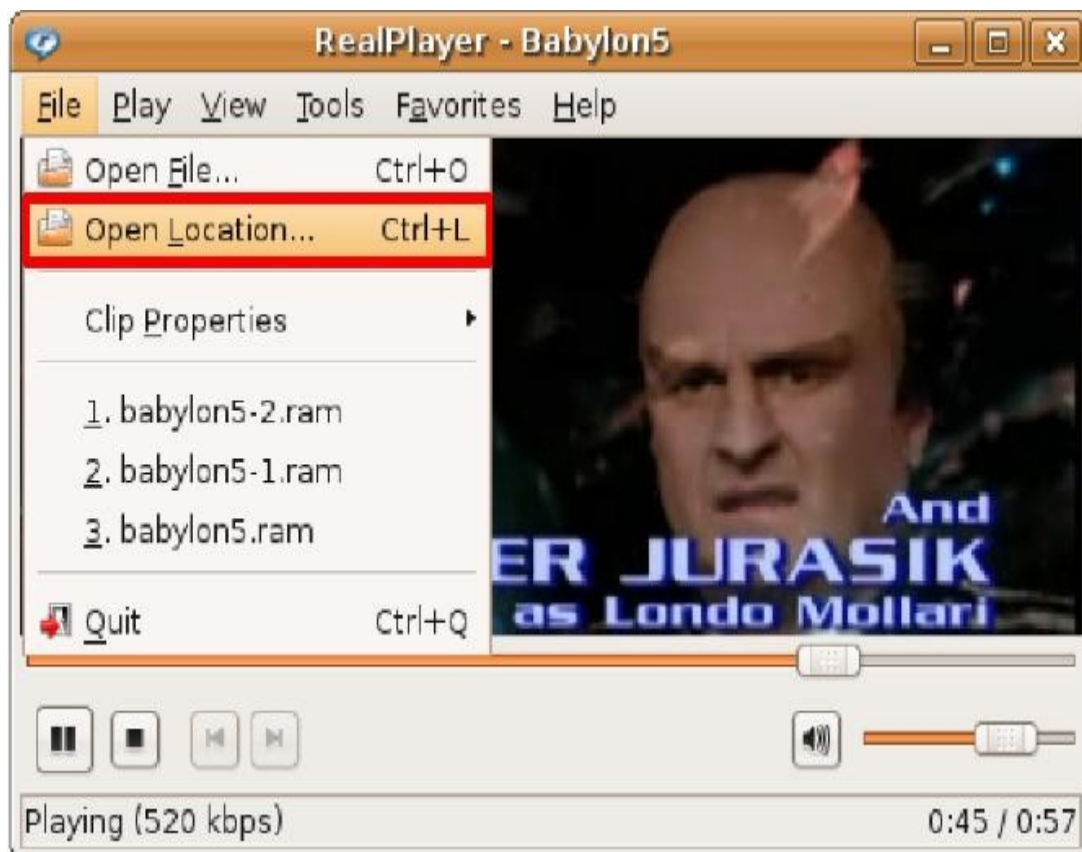 RealPlayer - Babylon5
File Play View Tools Favorites Help
Open File... Ctrl+O
Open Location... Ctrl+L
Clip Properties
1. babylon5-2.ram
2. babylon5-1.ram
3. babylon5.ram
Quit Ctrl+Q
And
ER JURASIK
as Londo Mollari
Playing (520 kbps) 0:45 / 0:57